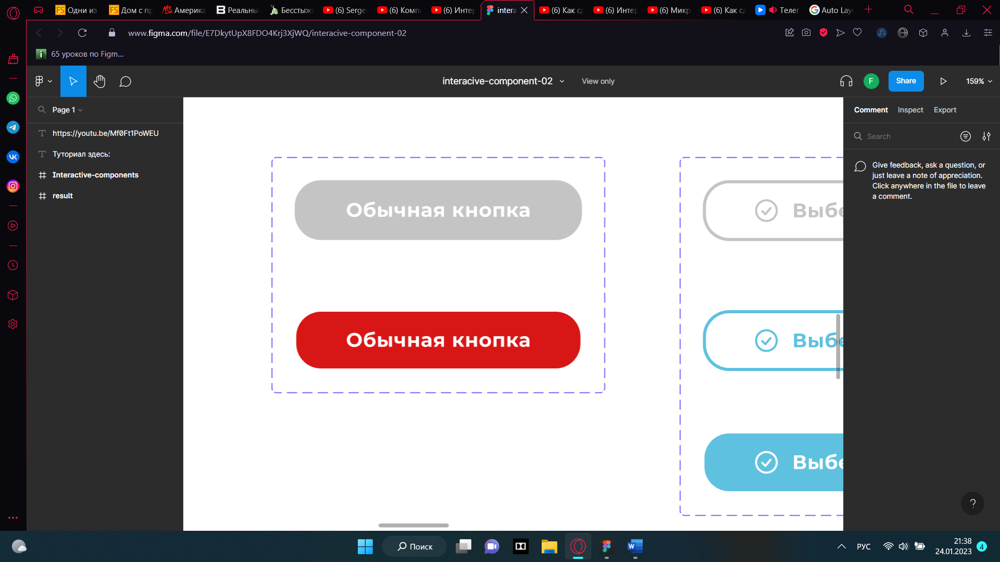 Одни из
Дом с пр
Америка
Реальны
Бесстыж
(6) Serge
(6) Комп
(6) Интер
intera
(6) Как сд
(6) Интер
(6) Микр
(6) Как сд
Телег
Auto Lay
www.figma.com/file/E7DkytUpX8FDO4Krj3XjWQ/interacive-component-02
65 уроков по Figm...
interacive-component-02
View only
F
Share
159%
Page 1
Comment
Inspect
Export
https://youtu.be/Mf0Ft1PoWEU
Search
Туториал здесь:
Interactive-components
result
Give feedback, ask a question, or
just leave a note of appreciation.
Click anywhere in the file to leave
a comment.
Обычная кнопка
Выбе
Обычная кнопка
Выбе
Выбе
?
Поиск
РУС
21:38
24.01.2023
4